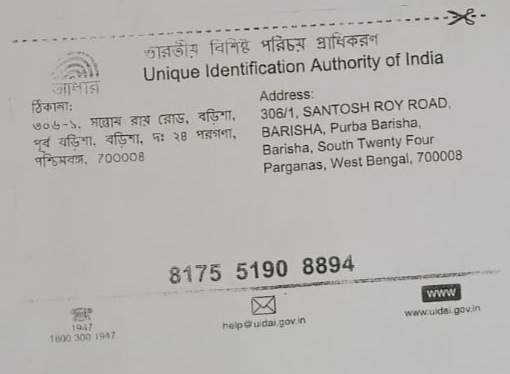 ভারতীয় বিশিষ্ট পরিচয় প্রাধিকরণ
Unique Identification Authority of India
আধার
ঠিকানা:
৩০৬-১, সন্তোষ রায় রোড, বড়িশা,
পূর্ব বড়িশা, বড়িশা, দঃ ২৪ পরগণা,
পশ্চিমবঙ্গ, 700008
Address:
306/1, SANTOSH ROY ROAD,
BARISHA, Purba Barisha,
Barisha, South Twenty Four
Parganas, West Bengal, 700008
8175 5190 8894
1947
1800 300 1947
help@uidai.gov.in
www
www.uidai.gov.in